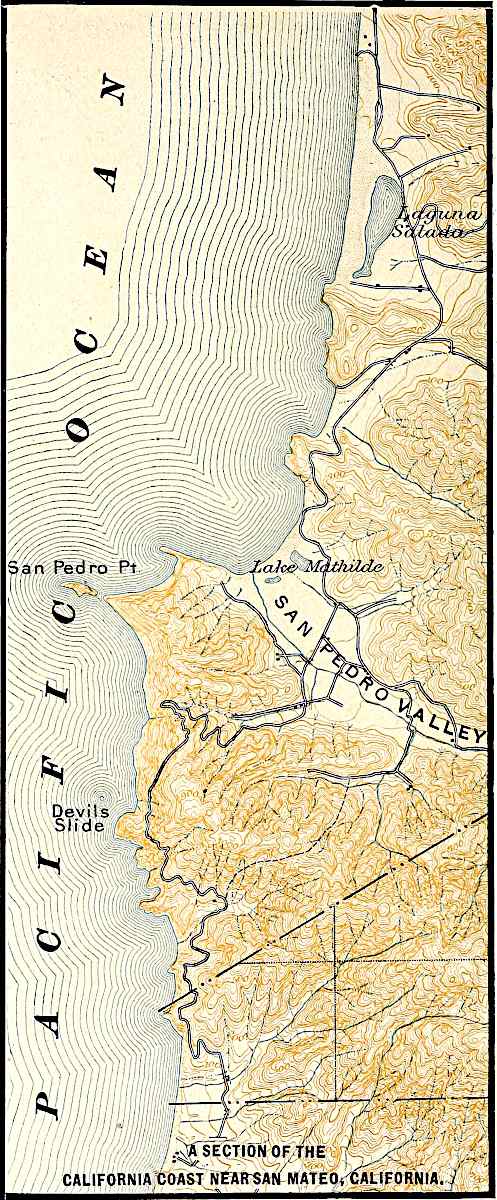 PACIFIC OCEAN
Laguna
Salada
San Pedro Pt.
Lake Mathilde
SAN PEDRO VALLEY
Devils
Slide
A SECTION OF THE
CALIFORNIA COAST NEAR SAN MATEO, CALIFORNIA.